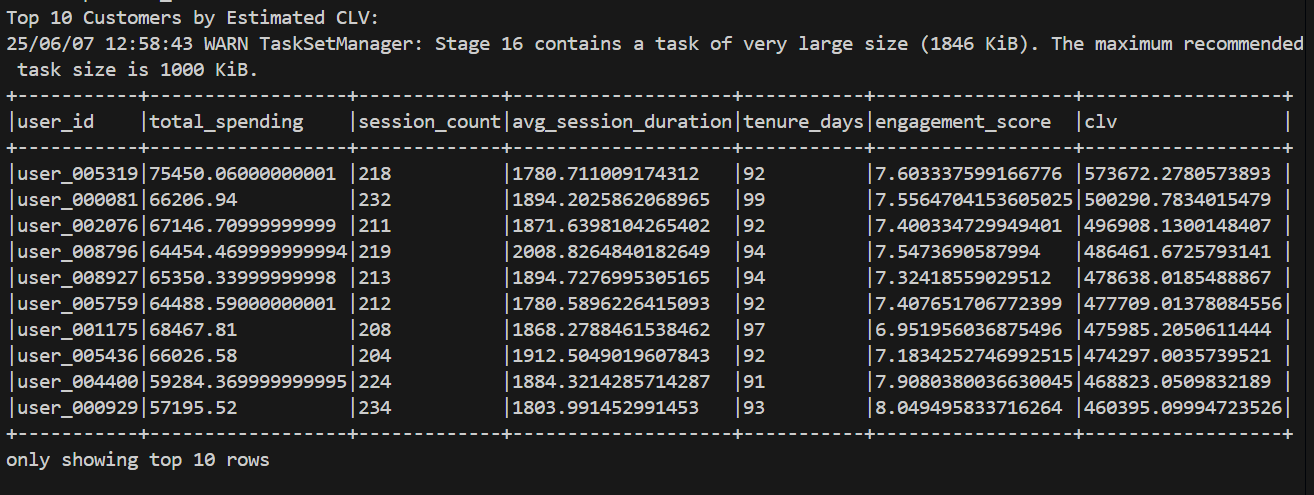 Top 10 Customers by Estimated CLV:
25/06/07 12:58:43 WARN TaskSetManager: Stage 16 contains a task of very large size (1846 KiB). The maximum recommended
 task size is 1000 KiB.
+-----------+------------------+-------------+--------------------+-----------+------------------+------------------+
|user_id    |total_spending    |session_count|avg_session_duration|tenure_days|engagement_score  |clv               |
+-----------+------------------+-------------+--------------------+-----------+------------------+------------------+
|user_005319|75450.06000000001 |218          |1780.711009174312   |92         |7.603337599166776 |573672.2780573893 |
|user_000081|66206.94          |232          |1894.2025862068965  |99         |7.5564704153605025|500290.7834015479 |
|user_002076|67146.70999999999 |211          |1871.6398104265402  |92         |7.400334729949401 |496908.1300148407 |
|user_008796|64454.469999999994|219          |2008.8264840182649  |94         |7.5473690587994   |486461.6725793141 |
|user_008927|65350.33999999998 |213          |1894.7276995305165  |94         |7.32418559029512  |478638.0185488867 |
|user_005759|64488.59000000001 |212          |1780.5896226415093  |92         |7.407651706772399 |477709.01378084556|
|user_001175|68467.81          |208          |1868.2788461538462  |97         |6.951956036875496 |475985.2050611444 |
|user_005436|66026.58          |204          |1912.5049019607843  |92         |7.1834252746992515|474297.0035739521 |
|user_004400|59284.369999999995|224          |1884.3214285714287  |91         |7.9080380036630045|468823.0509832189 |
|user_000929|57195.52          |234          |1803.991452991453   |93         |8.049495833716264 |460395.09994723526|
+-----------+------------------+-------------+--------------------+-----------+------------------+------------------+
only showing top 10 rows